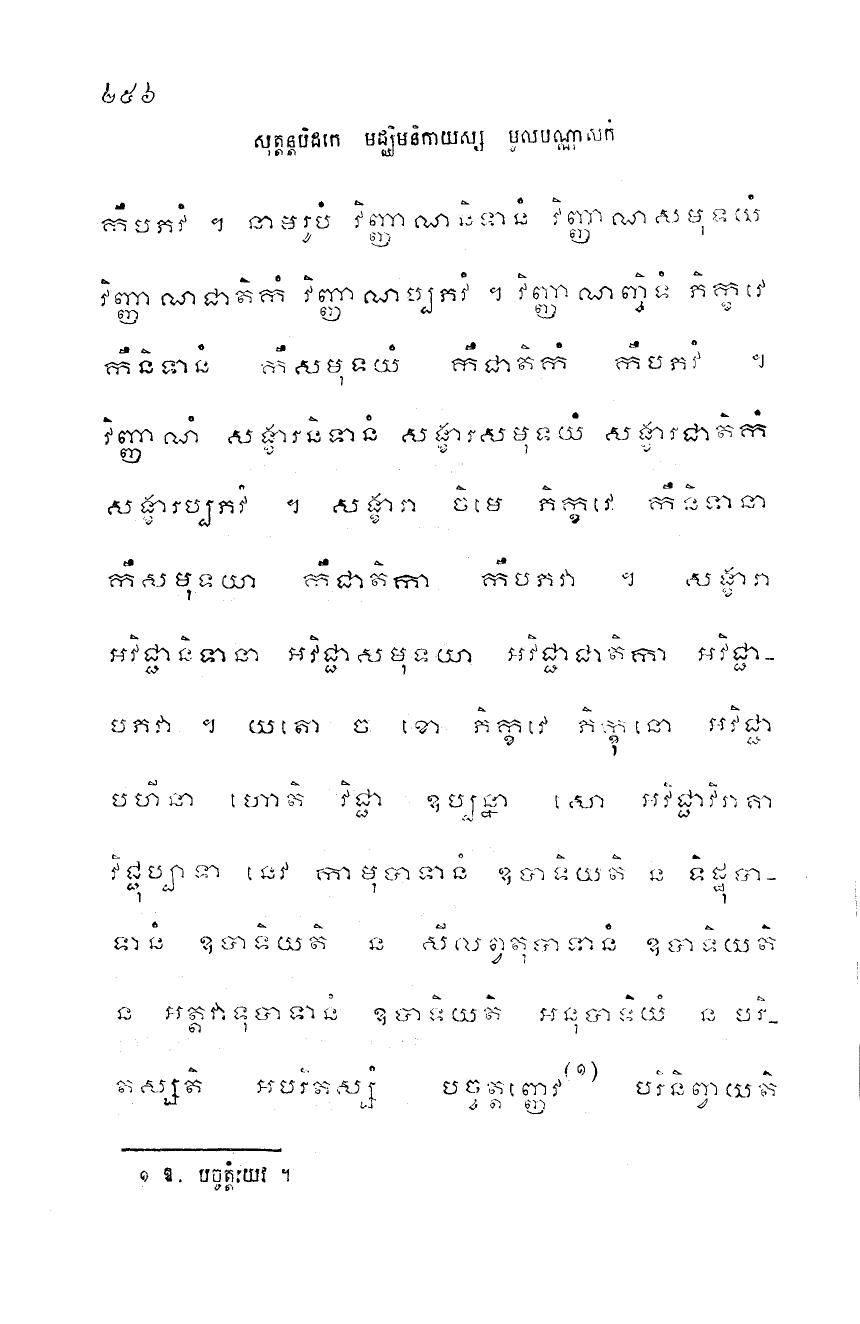 ២៥៦
សុត្តន្តបិដកេ មជ្ឈិមនិកាយស្ស មូលបណ្ណាសកំ
កឹបភវំ ។ នាមរូបំ វិញ្ញាណនិទានំ វិញ្ញាណសមុទយំ
វិញ្ញាណជាតិកំ វិញ្ញាណប្បភវំ ។ វិញ្ញាណញ្ចិទំ ភិក្ខវេ
កឹនិទានំ កឹសមុទយំ កឹជាតិកំ កឹបភវំ ។
វិញ្ញាណំ សង្ខារនិទានំ សង្ខារសមុទយំ សង្ខារជាតិកំ
សង្ខារប្បភវំ ។ សង្ខារា ចិមេ ភិក្ខវេ កឹនិទានា
កឹសមុទយា កឹជាតិកា កឹបភវា ។ សង្ខារា
អវិជ្ជានិទានា អវិជ្ជាសមុទយា អវិជ្ជាជាតិកា អវិជ្ជា-
បភវា ។ យតោ ច ខោ ភិក្ខវេ ភិក្ខុនោ អវិជ្ជា
បហីនា ហោតិ វិជ្ជា ឧប្បន្នា សោ អវិជ្ជាវិរាគា
វិជ្ជុប្បាទា នេវ កាមុបាទានំ ឧបាទិយតិ ន ទិដ្ឋុបា-
ទានំ ឧបាទិយតិ ន សីលព្វតុបាទានំ ឧបាទិយតិ
ន អត្តវាទុបាទានំ ឧបាទិយតិ អនុបាទិយំ ន បរិ-
តស្សតិ អបរិតស្សំ បច្ចត្តញ្ញេវ(១) បរិនិព្វាយតិ
១ ឱ. បច្ចត្តំយេវ ។